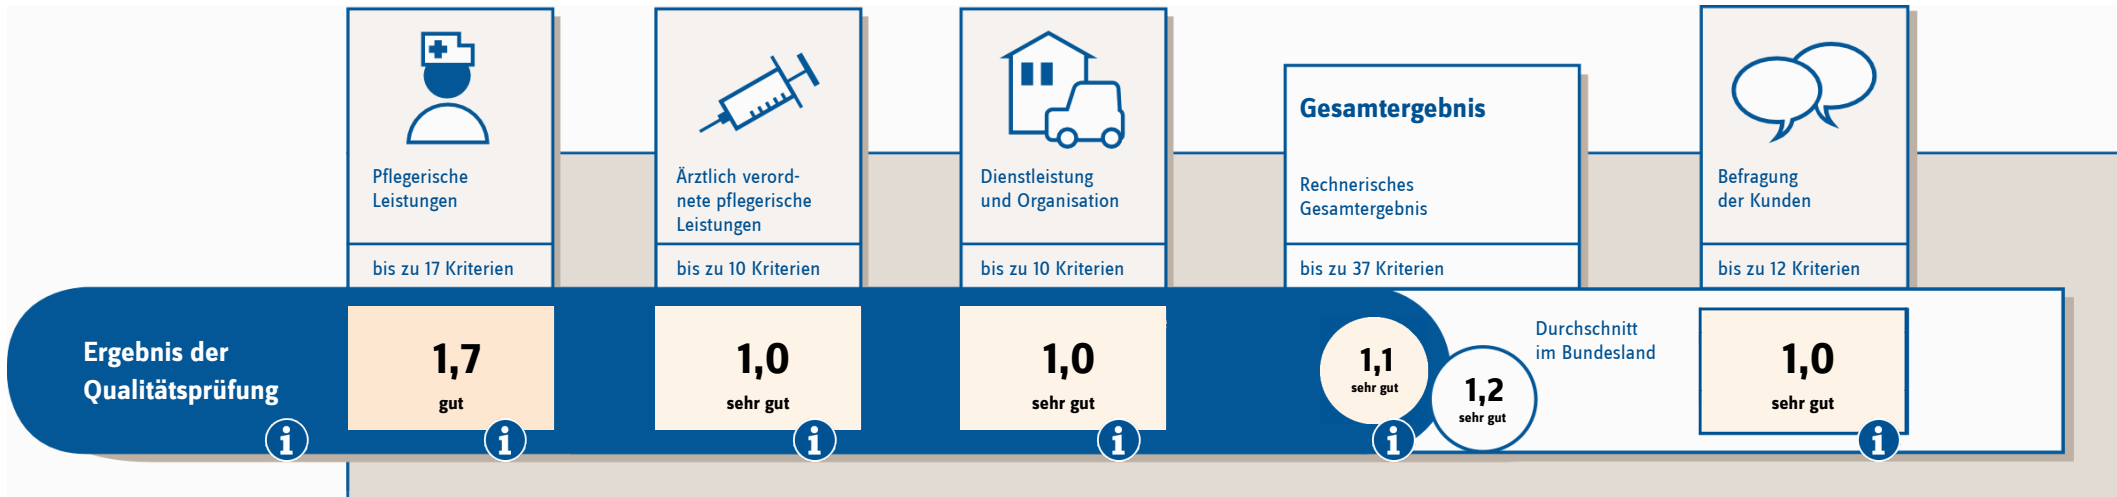 Pflegerische
Leistungen
bis zu 17 Kriterien
Ärztlich verord-
nete pflegerische
Leistungen
bis zu 10 Kriterien
Dienstleistung
und Organisation
bis zu 10 Kriterien
Gesamtergebnis
Rechnerisches
Gesamtergebnis
bis zu 37 Kriterien
Befragung
der Kunden
bis zu 12 Kriterien
Ergebnis der
Qualitätsprüfung
i
1,7
gut
i
1,0
sehr gut
i
1,0
sehr gut
i
1,1
sehr gut
i
1,2
sehr gut
Durchschnitt
im Bundesland
1,0
sehr gut
i